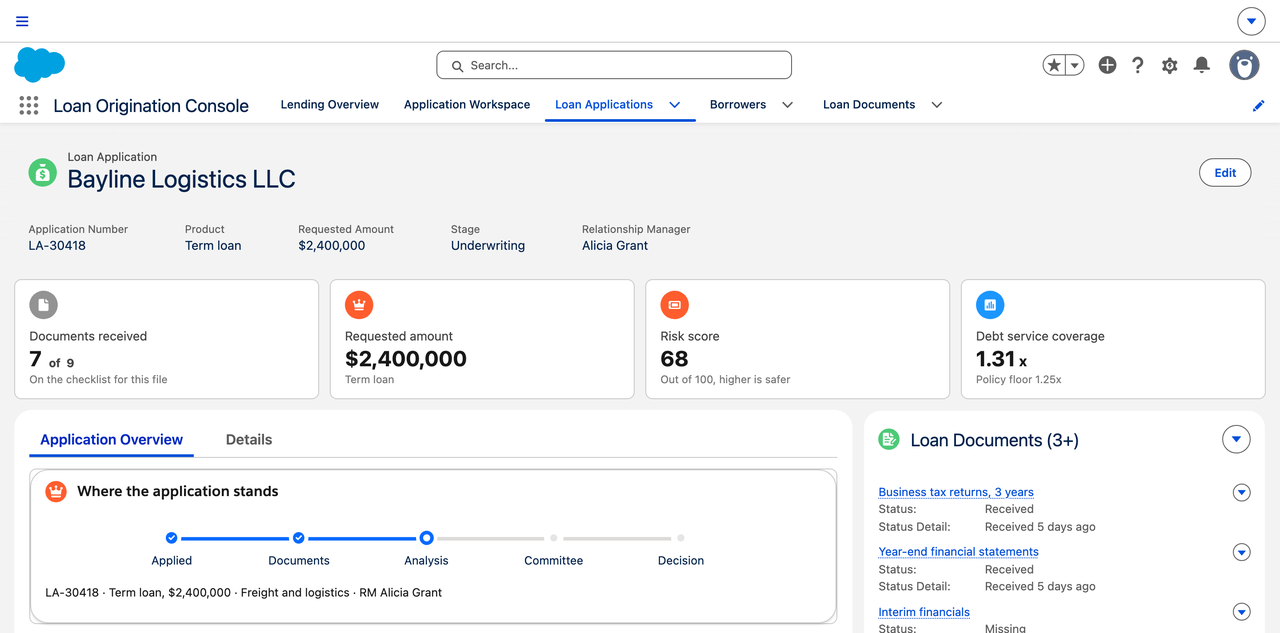 Search...
Loan Origination Console
Lending Overview
Application Workspace
Loan Applications
Borrowers
Loan Documents
Loan Application
Bayline Logistics LLC
Edit
Application Number
LA-30418
Product
Term loan
Requested Amount
$2,400,000
Stage
Underwriting
Relationship Manager
Alicia Grant
Documents received
7 of 9
On the checklist for this file
Requested amount
$2,400,000
Term loan
Risk score
68
Out of 100, higher is safer
Debt service coverage
1.31 x
Policy floor 1.25x
Application Overview
Details
Where the application stands
Applied
Documents
Analysis
Committee
Decision
LA-30418 · Term loan, $2,400,000 · Freight and logistics · RM Alicia Grant
Loan Documents (3+)
Business tax returns, 3 years
Status: Received
Status Detail: Received 5 days ago
Year-end financial statements
Status: Received
Status Detail: Received 5 days ago
Interim financials
Status: Missing